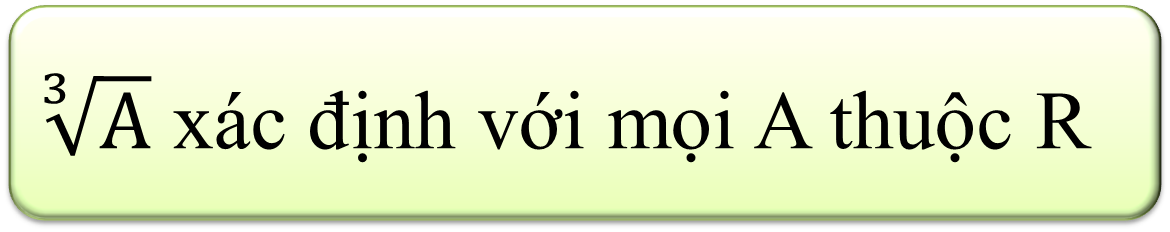 ∛A xác định với mọi A thuộc R